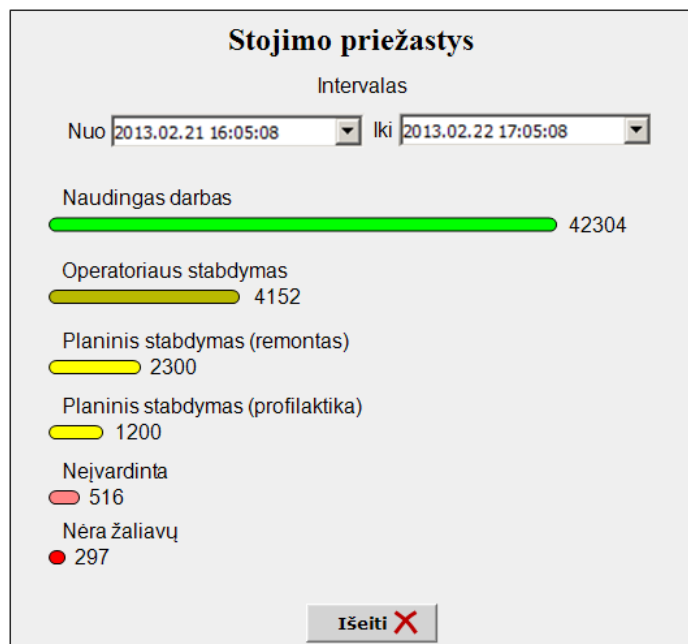 Stojimo priežastys
Intervalas
Nuo 2013.02.21 16:05:08 Iki 2013.02.22 17:05:08
Naudingas darbas
42304
Operatoriaus stabdymas
4152
Planinis stabdymas (remontas)
2300
Planinis stabdymas (profilaktika)
1200
Neįvardinta
516
Nėra žaliavų
297
Išeiti